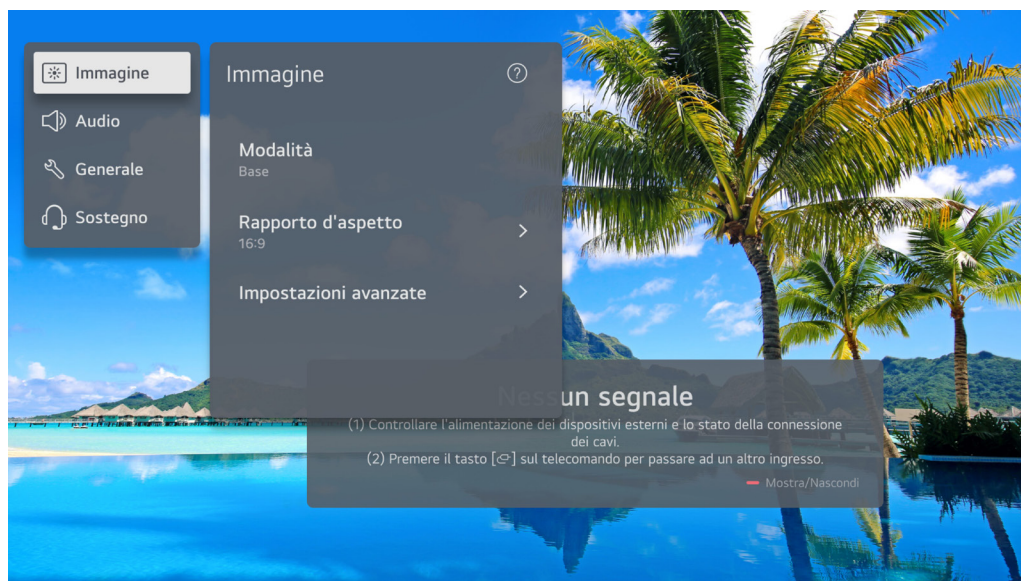 Immagine
Audio
Generale
Sostegno
Immagine
Modalità
Base
Rapporto d'aspetto
16:9
Impostazioni avanzate
Nessun segnale
(1) Controllare l'alimentazione dei dispositivi esterni e lo stato della connessione
dei cavi.
(2) Premere il tasto [⊂⊃] sul telecomando per passare ad un altro ingresso.
Mostra/Nascondi